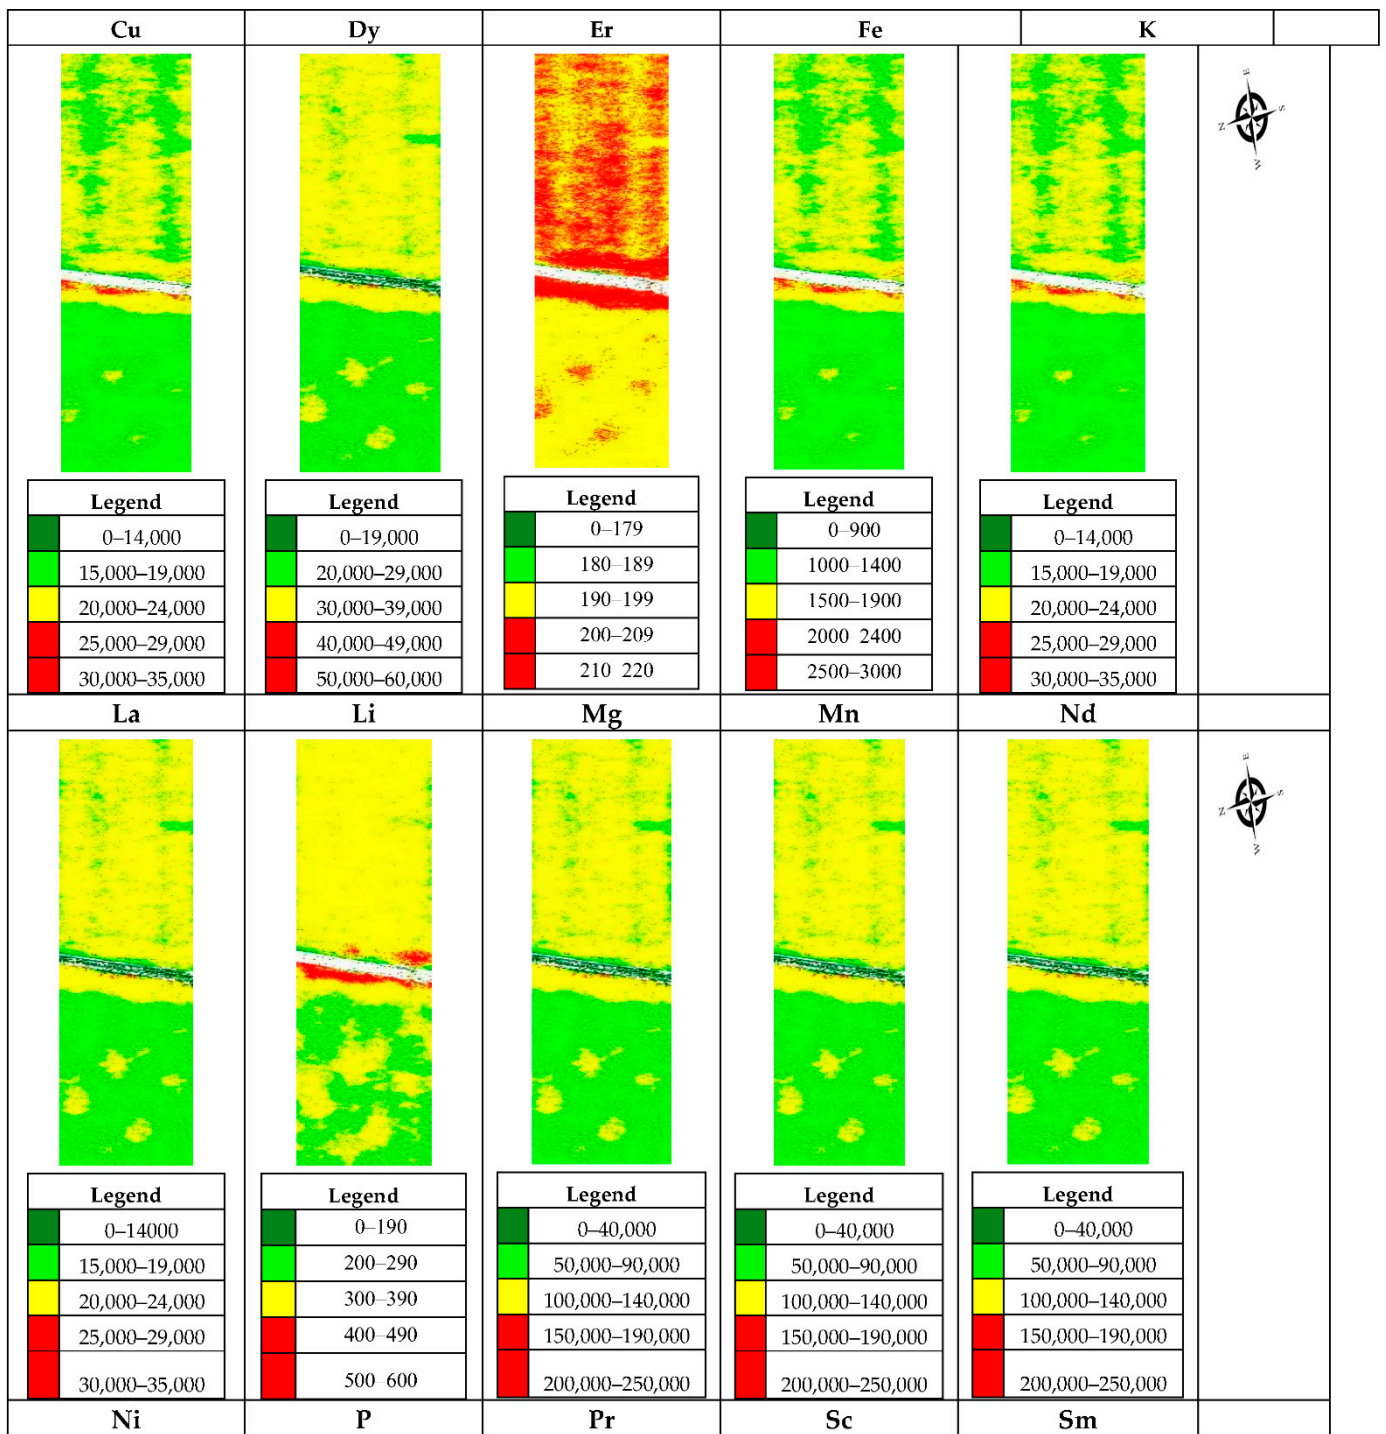 Cu Dy Er Fe K
E
N S
W
Legend Legend Legend Legend Legend
0–14,000 0–19,000 0–179 0–900 0–14,000
15,000–19,000 20,000–29,000 180–189 1000–1400 15,000–19,000
20,000–24,000 30,000–39,000 190–199 1500–1900 20,000–24,000
25,000–29,000 40,000–49,000 200–209 2000 2400 25,000–29,000
30,000–35,000 50,000–60,000 210 220 2500–3000 30,000–35,000
La Li Mg Mn Nd
E
N S
W
Legend Legend Legend Legend Legend
0–14000 0–190 0–40,000 0–40,000 0–40,000
15,000–19,000 200–290 50,000–90,000 50,000–90,000 50,000–90,000
20,000–24,000 300–390 100,000–140,000 100,000–140,000 100,000–140,000
25,000–29,000 400–490 150,000–190,000 150,000–190,000 150,000–190,000
30,000–35,000 500–600 200,000–250,000 200,000–250,000 200,000–250,000
Ni P Pr Sc Sm